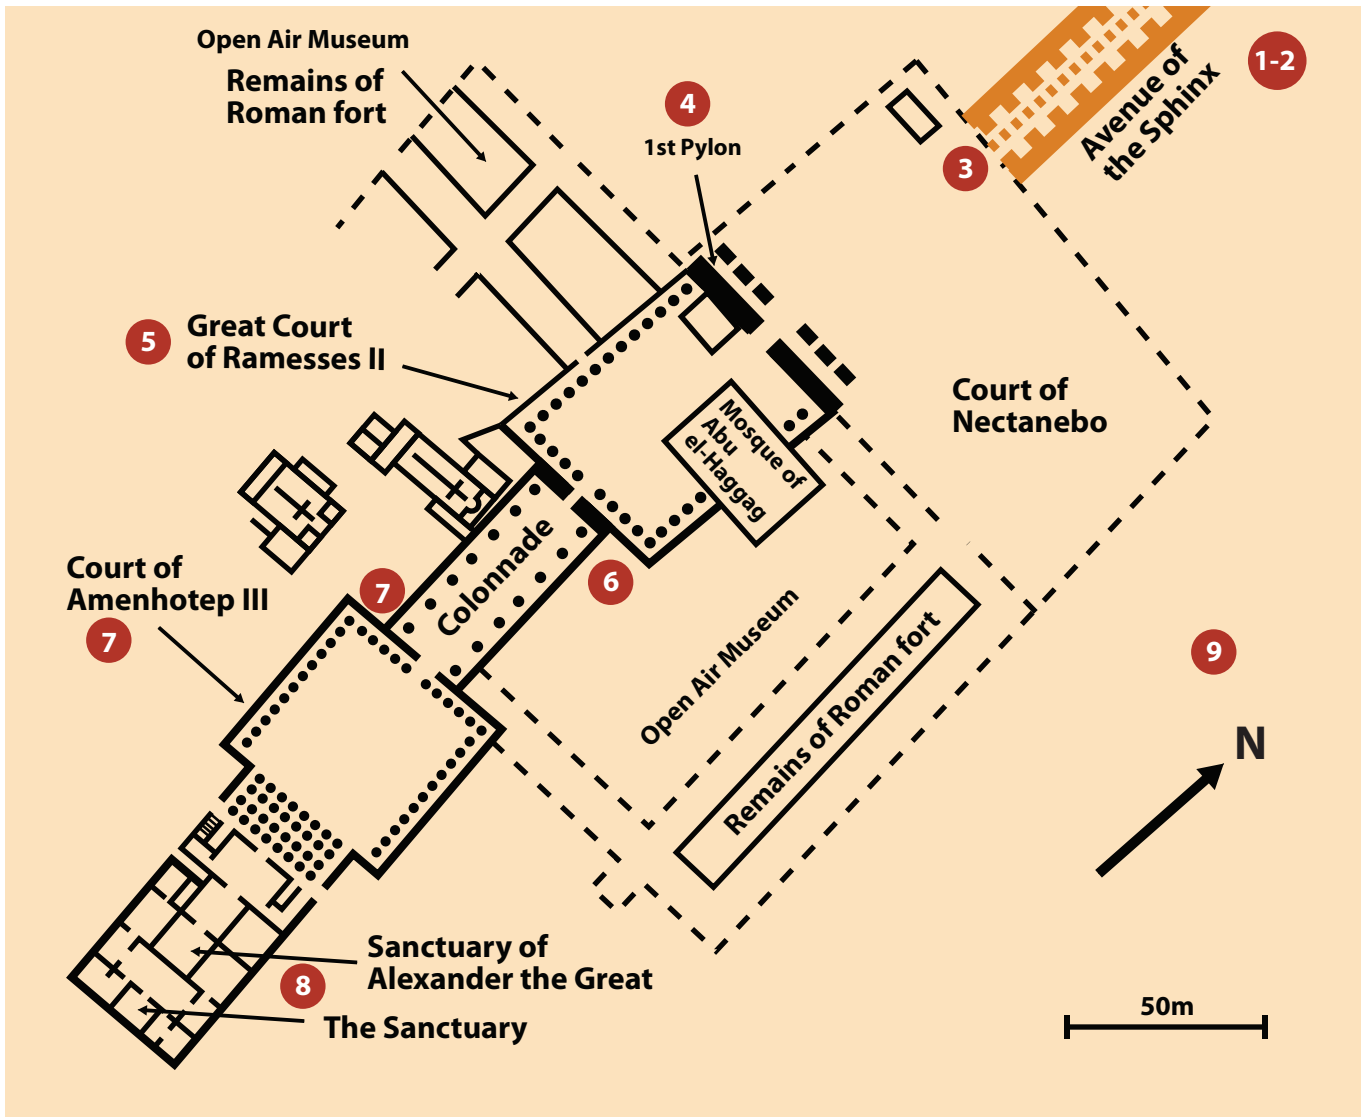 Open Air Museum
Remains of
Roman fort
4
1st Pylon
1-2
Avenue of
the Sphinx
3
5
Great Court
of Ramesses II
Court of
Nectanebo
Mosque of
Abu
el-Haggag
Colonnade
6
Court of
Amenhotep III
7
7
Open Air Museum
Remains of Roman fort
9
N
Sanctuary of
Alexander the Great
8
The Sanctuary
50m